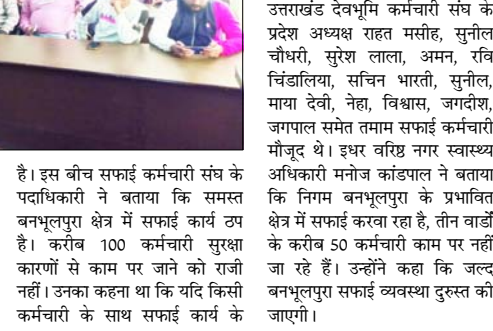 है। इस बीच सफाई कर्मचारी संघ के
पदाधिकारी ने बताया कि समस्त
बनभूलपुरा क्षेत्र में सफाई कार्य ठप
है। करीब 100 कर्मचारी सुरक्षा
कारणों से काम पर जाने को राजी
नहीं। उनका कहना था कि यदि किसी
कर्मचारी के साथ सफाई कार्य के
उत्तराखंड देवभूमि कर्मचारी संघ के
प्रदेश अध्यक्ष राहत मसीह, सुनील
चौधरी, सुरेश लाला, अमन, रवि
चिंडालिया, सचिन भारती, सुनील,
माया देवी, नेहा, विश्वास, जगदीश,
जगपाल समेत तमाम सफाई कर्मचारी
मौजूद थे। इधर वरिष्ठ नगर स्वास्थ्य
अधिकारी मनोज कांडपाल ने बताया
कि निगम बनभूलपुरा के प्रभावित
क्षेत्र में सफाई करवा रहा है, तीन वार्डों
के करीब 50 कर्मचारी काम पर नहीं
जा रहे हैं। उन्होंने कहा कि जल्द
बनभूलपुरा सफाई व्यवस्था दुरुस्त की
जाएगी।